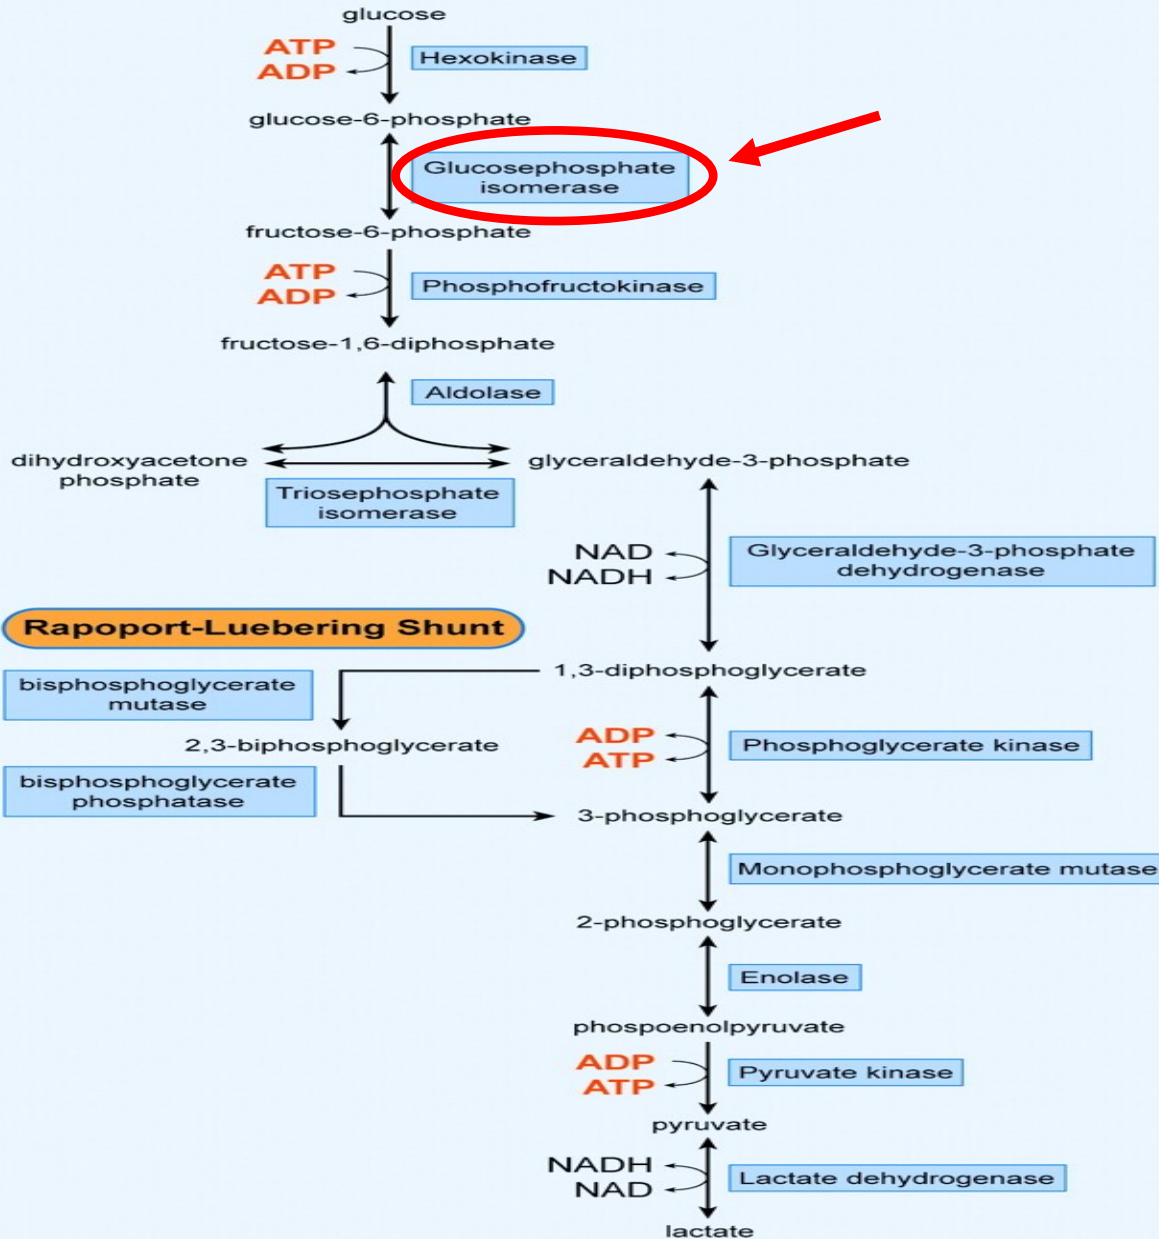 glucose
ATP
ADP
Hexokinase
glucose-6-phosphate
Glucosephosphate
isomerase
fructose-6-phosphate
ATP
ADP
Phosphofructokinase
fructose-1,6-diphosphate
Aldolase
dihydroxyacetone
phosphate
glyceraldehyde-3-phosphate
Triosephosphate
isomerase
NAD
NADH
Glyceraldehyde-3-phosphate
dehydrogenase
Rapoport-Luebering Shunt
1,3-diphosphoglycerate
bisphosphoglycerate
mutase
2,3-biphosphoglycerate
ADP
ATP
Phosphoglycerate kinase
bisphosphoglycerate
phosphatase
3-phosphoglycerate
Monophosphoglycerate mutase
2-phosphoglycerate
Enolase
phospoenolpyruvate
ADP
ATP
Pyruvate kinase
pyruvate
NADH
NAD
Lactate dehydrogenase
lactate